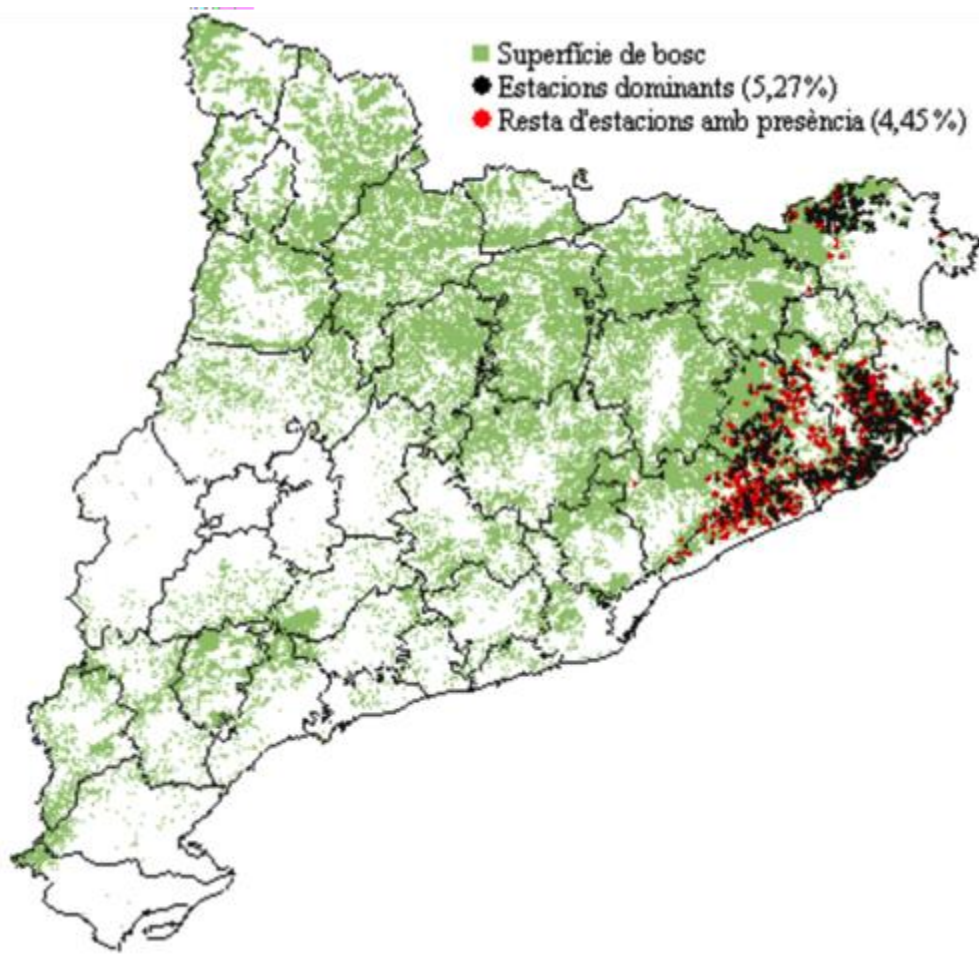 Superfície de bosc
Estacions dominants (5,27%)
Resta d'estacions amb presència (4,45%)